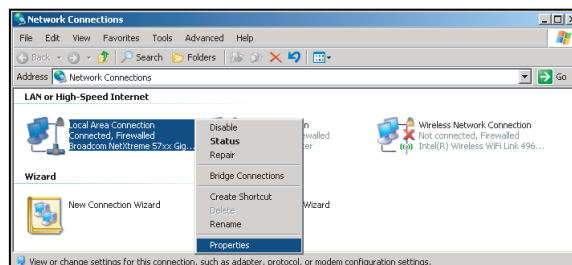 Network Connections
File Edit View Favorites Tools Advanced Help
Back Search Folders
Address Network Connections Go
LAN or High-Speed Internet
Local Area Connection
Connected, Firewalled
Broadcom NetXtreme 57xx Gig...
Disable
Status
Repair
Bridge Connections
Create Shortcut
Delete
Rename
Properties
Wireless Network Connection
Not connected, Firewalled
Intel(R) Wireless WiFi Link 496...
Wizard
New Connection Wizard
Wizard
View or change settings for this connection, such as adapter, protocol, or modem configuration settings.